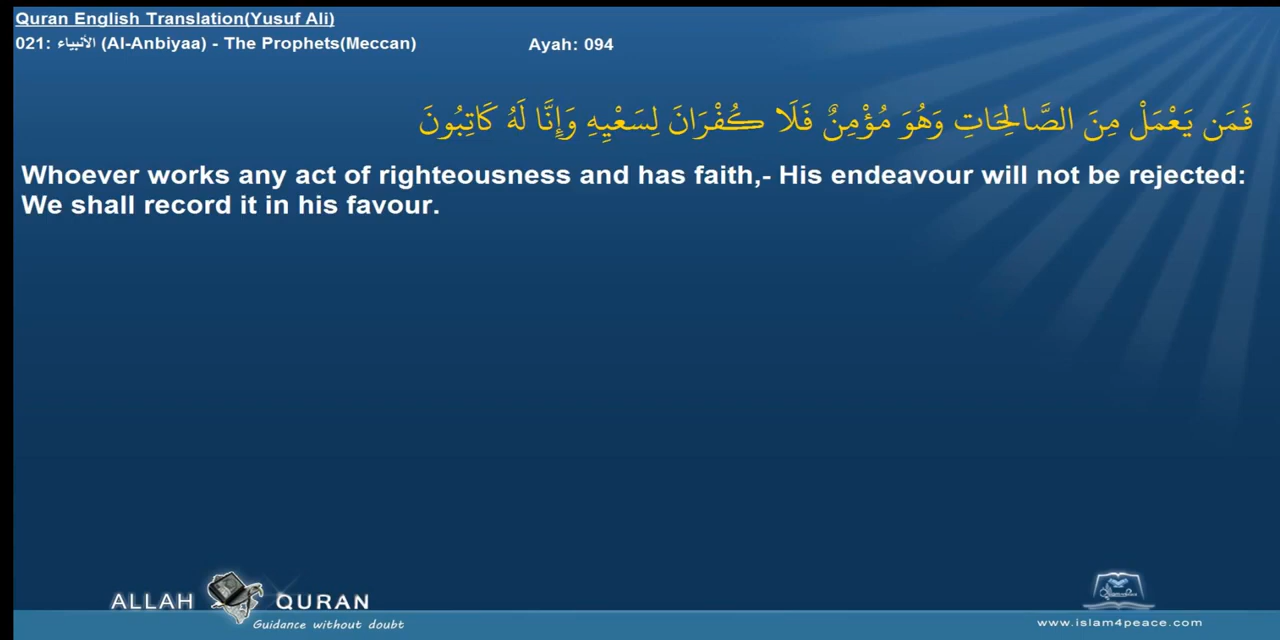 Quran English Translation(Yusuf Ali)
021: الأنبياء (Al-Anbiyaa) - The Prophets(Meccan) Ayah: 094
فَمَن يَعْمَلْ مِنَ الصَّالِحَاتِ وَهُوَ مُؤْمِنٌ فَلَا كُفْرَانَ لِسَعْيِهِ وَإِنَّا لَهُ كَاتِبُونَ
Whoever works any act of righteousness and has faith,- His endeavour will not be rejected:
We shall record it in his favour.
ALLAH QURAN
Guidance without doubt
www.islam4peace.com